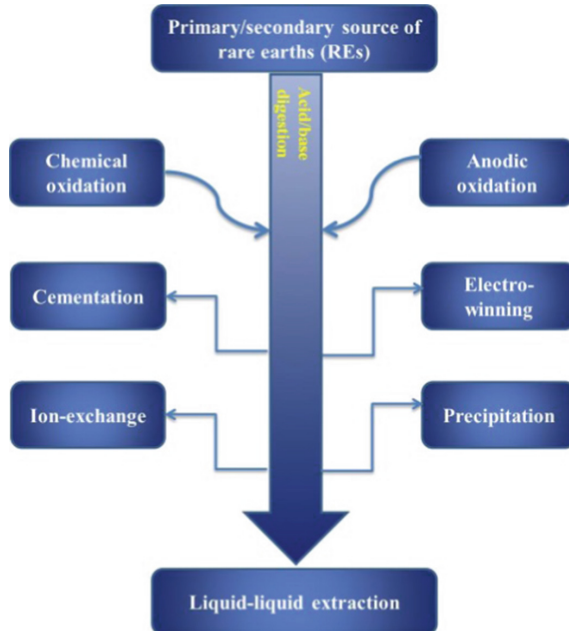 Primary/secondary source of
rare earths (REs)
Acid/base
digestion
Chemical
oxidation
Anodic
oxidation
Cementation
Electro-
winning
Ion-exchange
Precipitation
Liquid-liquid extraction